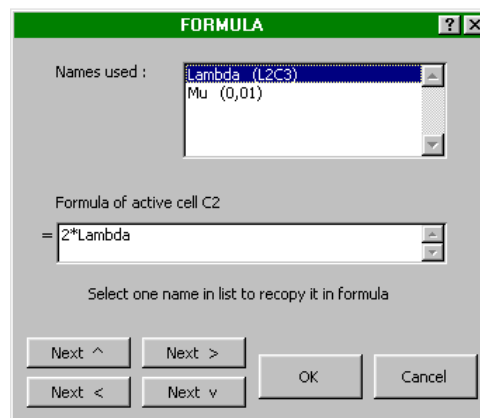 FORMULA
Names used :
Lambda (L2C3)
Mu (0,01)
Formula of active cell C2
= 2*Lambda
Select one name in list to recopy it in formula
Next ^
Next >
Next <
Next v
OK
Cancel